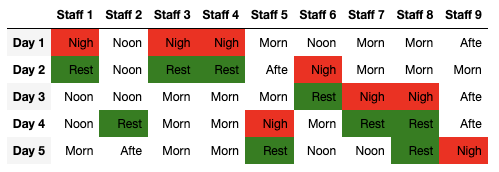 Staff 1 Staff 2 Staff 3 Staff 4 Staff 5 Staff 6 Staff 7 Staff 8 Staff 9
Day 1 Nigh Noon Nigh Nigh Morn Noon Morn Morn Afte
Day 2 Rest Noon Rest Rest Afte Nigh Morn Morn Morn
Day 3 Noon Noon Morn Morn Morn Rest Nigh Nigh Afte
Day 4 Noon Rest Morn Morn Nigh Morn Rest Rest Afte
Day 5 Morn Afte Morn Morn Rest Noon Noon Rest Nigh